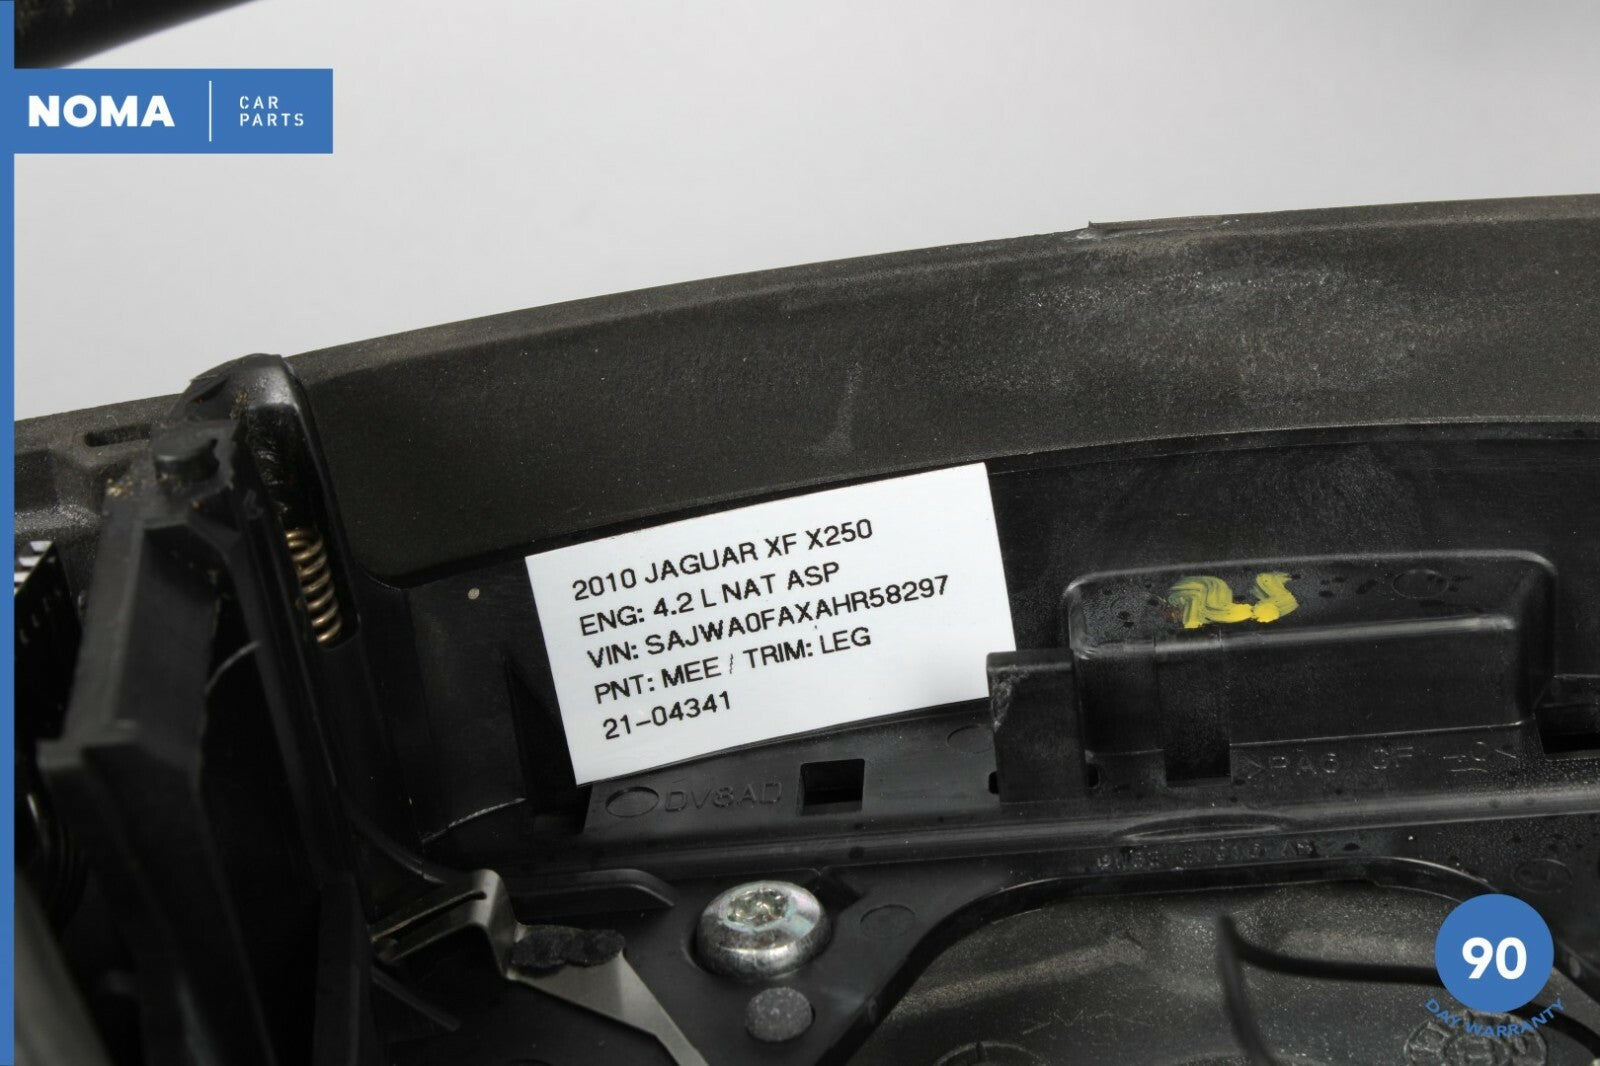 NOMA
CAR
PARTS
2010 JAGUAR XF X250
ENG: 4.2 L NAT ASP
VIN: SAJWA0FAXAHR58297
PNT: MEE / TRIM: LEG
21-04341
DV8AD
90
DAY WARRANTY